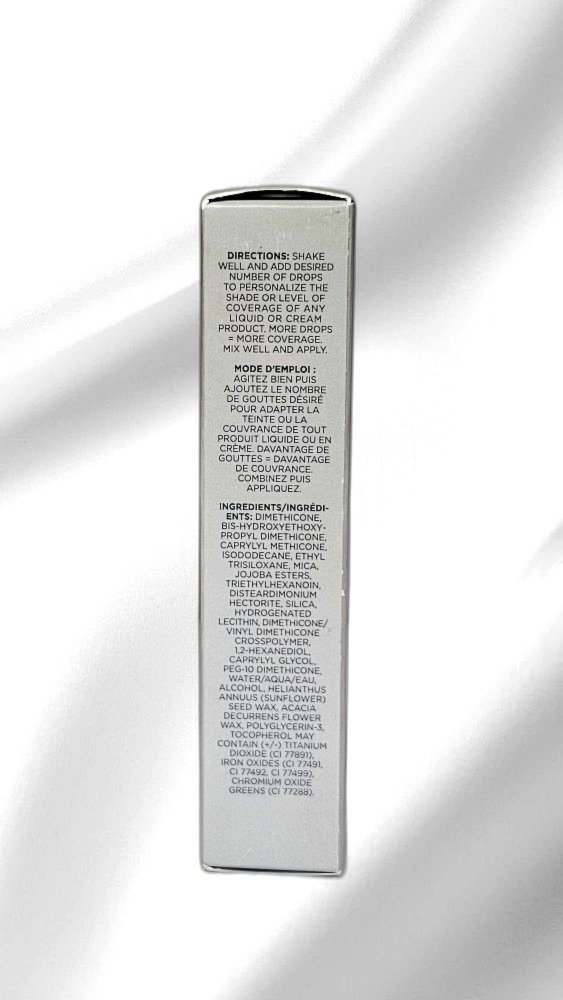 DIRECTIONS: SHAKE
WELL AND ADD DESIRED
NUMBER OF DROPS
TO PERSONALIZE THE
SHADE OR LEVEL OF
COVERAGE OF ANY
LIQUID OR CREAM
PRODUCT. MORE DROPS
= MORE COVERAGE.
MIX WELL AND APPLY.
MODE D'EMPLOI :
AGITEZ BIEN PUIS
AJOUTEZ LE NOMBRE
DE GOUTTES DÉSIRÉ
POUR ADAPTER LA
TEINTE OU LA
COUVRANCE DE TOUT
PRODUIT LIQUIDE OU EN
CRÈME. DAVANTAGE DE
GOUTTES = DAVANTAGE
DE COUVRANCE.
COMBINEZ PUIS
APPLIQUEZ.
INGREDIENTS/INGRÉDI-
ENTS: DIMETHICONE,
BIS-HYDROXYETHOXY-
PROPYL DIMETHICONE,
CAPRYLYL METHICONE,
ISODODECANE, ETHYL
TRISILOXANE, MICA,
JOJOBA ESTERS,
TRIETHYLHEXANOIN,
DISTEARDIMONIUM
HECTORITE, SILICA,
HYDROGENATED
LECITHIN, DIMETHICONE/
VINYL DIMETHICONE
CROSSPOLYMER,
1,2-HEXANEDIOL,
CAPRYLYL GLYCOL,
PEG-10 DIMETHICONE,
WATER/AQUA/EAU,
ALCOHOL, HELIANTHUS
ANNUUS (SUNFLOWER)
SEED WAX, ACACIA
DECURRENS FLOWER
WAX, POLYGLYCERIN-3,
TOCOPHEROL MAY
CONTAIN (+/-) TITANIUM
DIOXIDE (CI 77891),
IRON OXIDES (CI 77491,
CI 77492, CI 77499),
CHROMIUM OXIDE
GREENS (CI 77288).